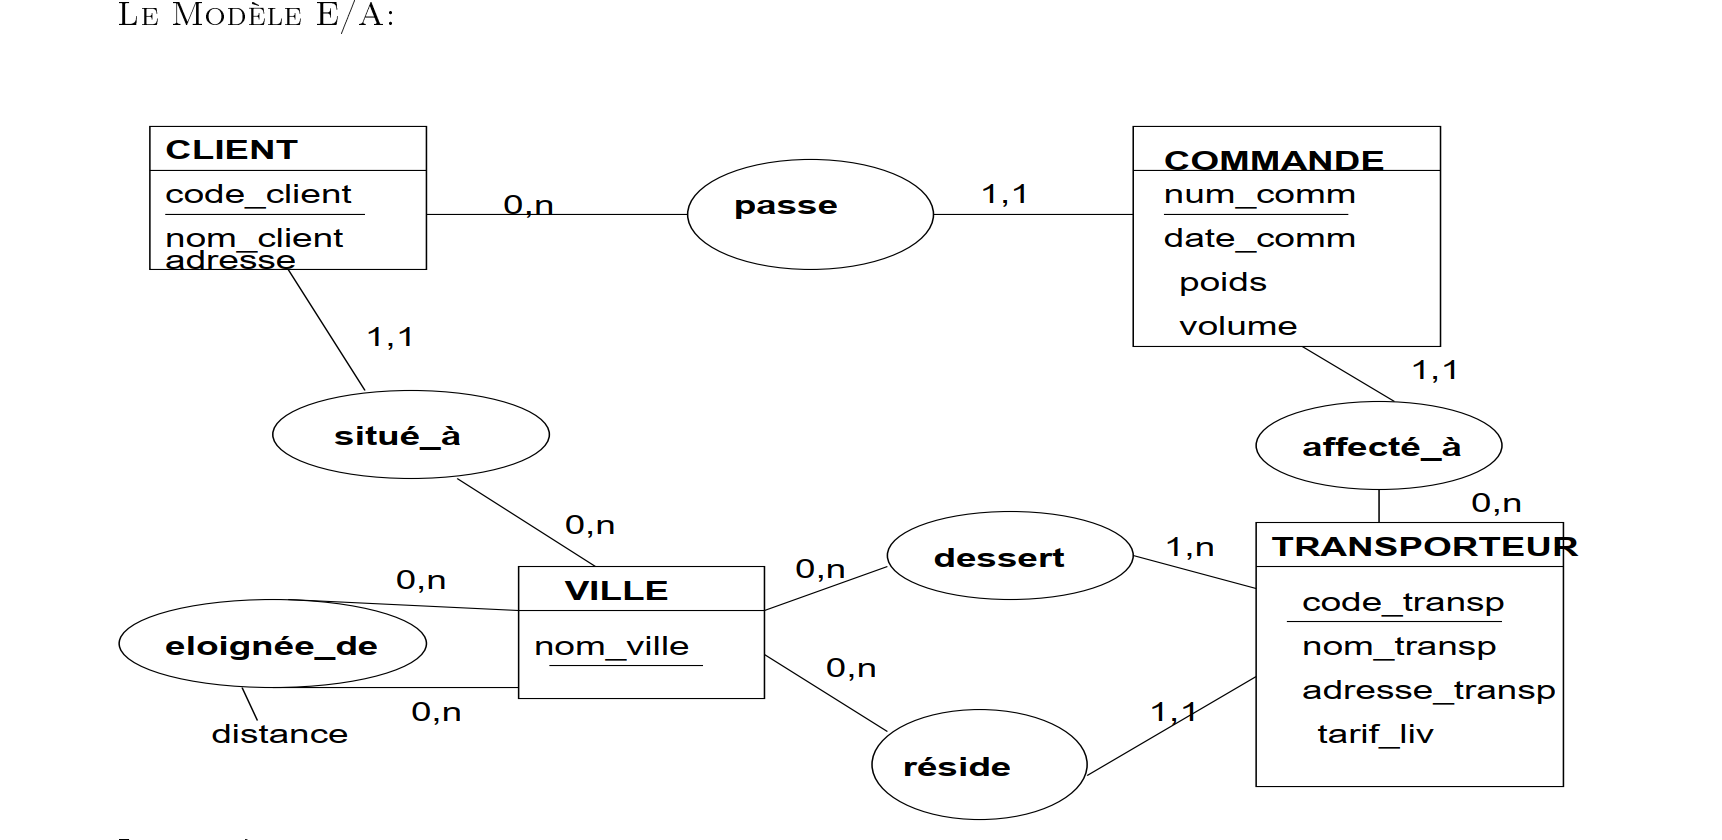 LE MODÈLE E/A:
CLIENT
code_client
nom_client
adresse
0,n
passe
1,1
COMMANDE
num_comm
date_comm
poids
volume
1,1
situé_à
0,n
1,1
affecté_à
0,n
0,n
eloignée_de
0,n
distance
VILLE
nom_ville
0,n
dessert
1,n
0,n
réside
1,1
TRANSPORTEUR
code_transp
nom_transp
adresse_transp
tarif_liv